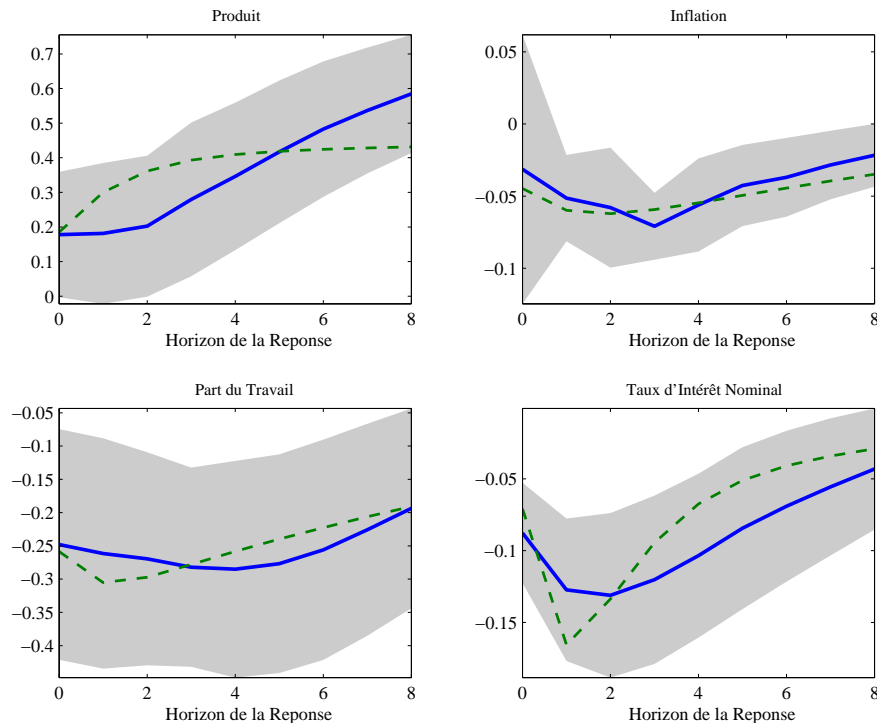 Produit
0.7
0.6
0.5
0.4
0.3
0.2
0.1
0
0 2 4 6 8
Horizon de la Reponse
Inflation
0.05
0
−0.05
−0.1
0 2 4 6 8
Horizon de la Reponse
Part du Travail
−0.05
−0.1
−0.15
−0.2
−0.25
−0.3
−0.35
−0.4
0 2 4 6 8
Horizon de la Reponse
Taux d'Intérêt Nominal
−0.05
−0.1
−0.15
0 2 4 6 8
Horizon de la Reponse